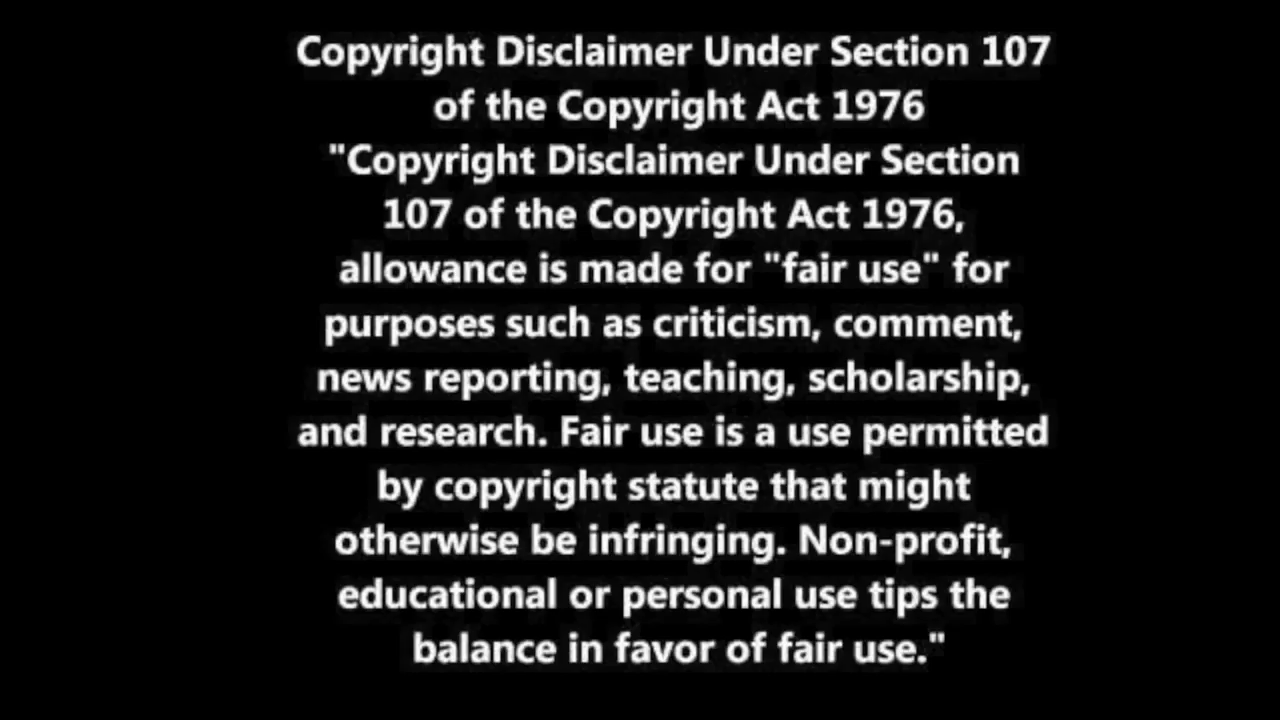 Copyright Disclaimer Under Section 107
of the Copyright Act 1976
"Copyright Disclaimer Under Section
107 of the Copyright Act 1976,
allowance is made for "fair use" for
purposes such as criticism, comment,
news reporting, teaching, scholarship,
and research. Fair use is a use permitted
by copyright statute that might
otherwise be infringing. Non-profit,
educational or personal use tips the
balance in favor of fair use."